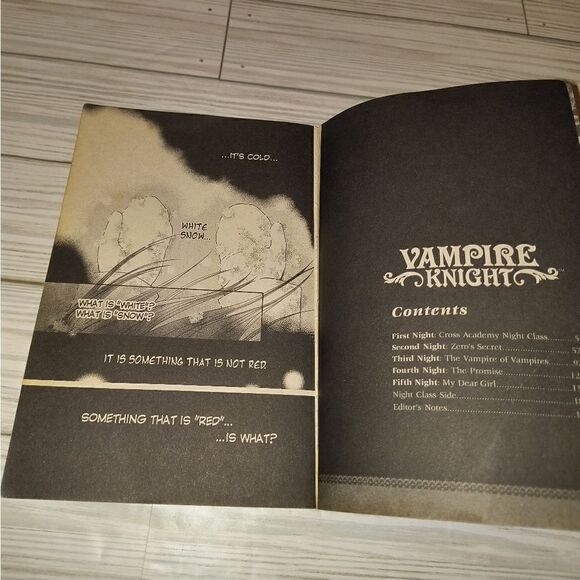 ...IT'S COLD...
WHITE
SNOW...
WHAT IS "WHITE"?
WHAT IS "SNOW"?
IT IS SOMETHING THAT IS NOT RED.
SOMETHING THAT IS "RED"...
...IS WHAT?
VAMPIRE
KNIGHT™
Contents
First Night: Cross Academy Night Class
Second Night: Zero's Secret
Third Night: The Vampire of Vampires
Fourth Night: The Promise
Fifth Night: My Dear Girl
Night Class Side
Editor's Notes